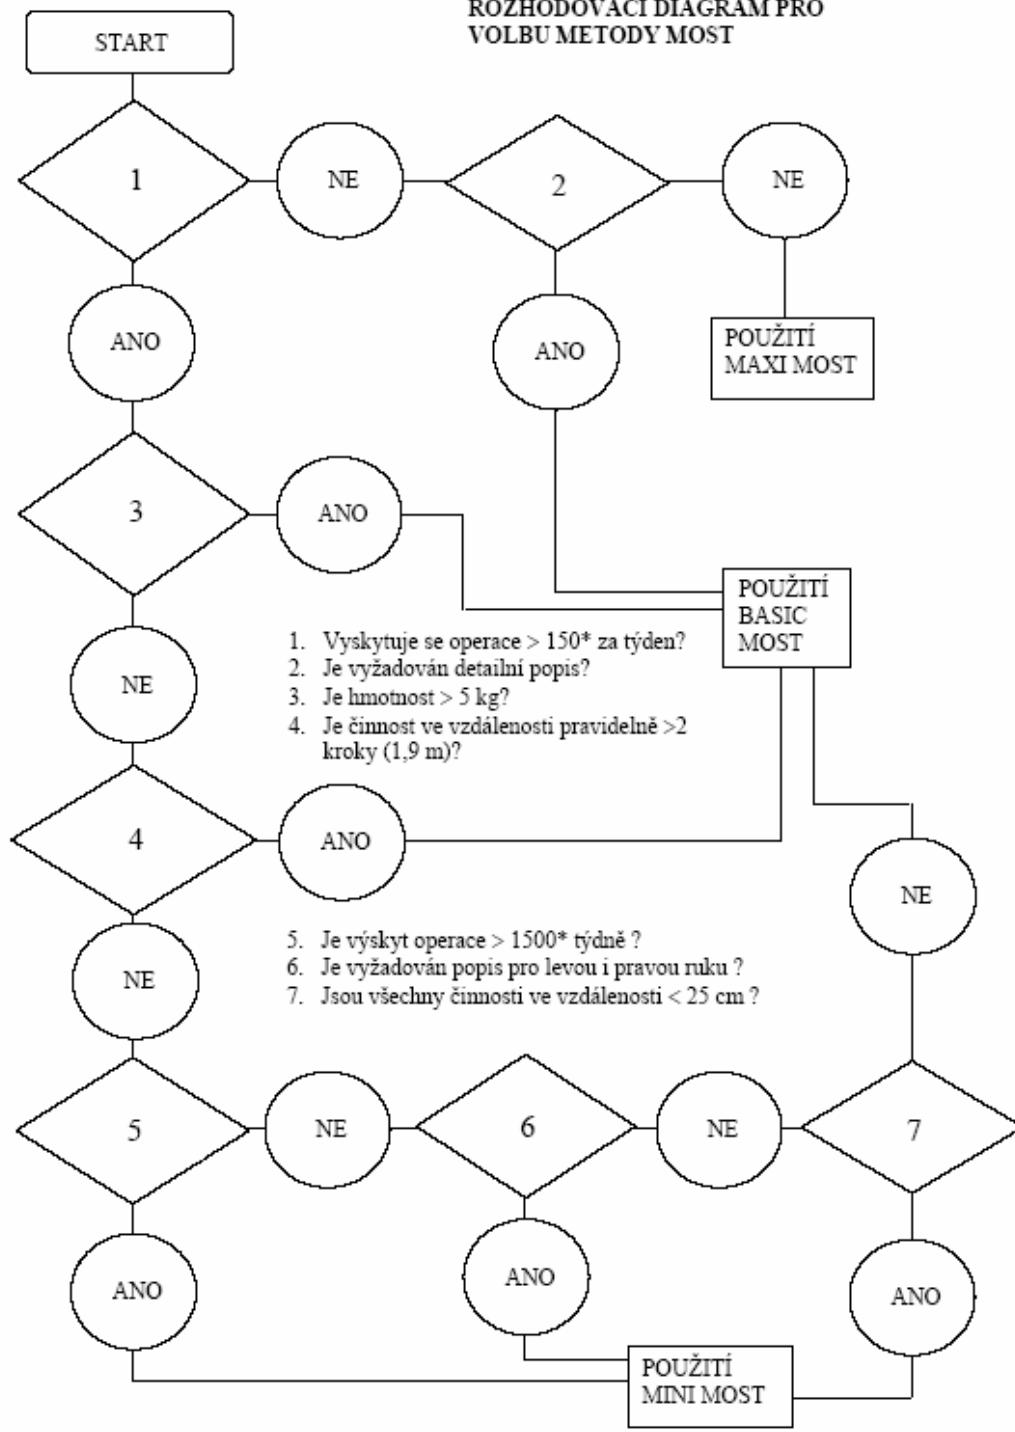 ROZHODOVACÍ DIAGRAM PRO
VOLBU METODY MOST
START
1
NE
2
NE
ANO
ANO
POUŽITÍ
MAXI MOST
3
ANO
POUŽITÍ
BASIC
MOST
NE
1. Vyskytuje se operace > 150* za týden?
2. Je vyžadován detailní popis?
3. Je hmotnost > 5 kg?
4. Je činnost ve vzdálenosti pravidelně >2
kroky (1,9 m)?
4
ANO
NE
NE
5. Je výskyt operace > 1500* týdně ?
6. Je vyžadován popis pro levou i pravou ruku ?
7. Jsou všechny činnosti ve vzdálenosti < 25 cm ?
5
NE
6
NE
7
ANO
ANO
ANO
POUŽITÍ
MINI MOST